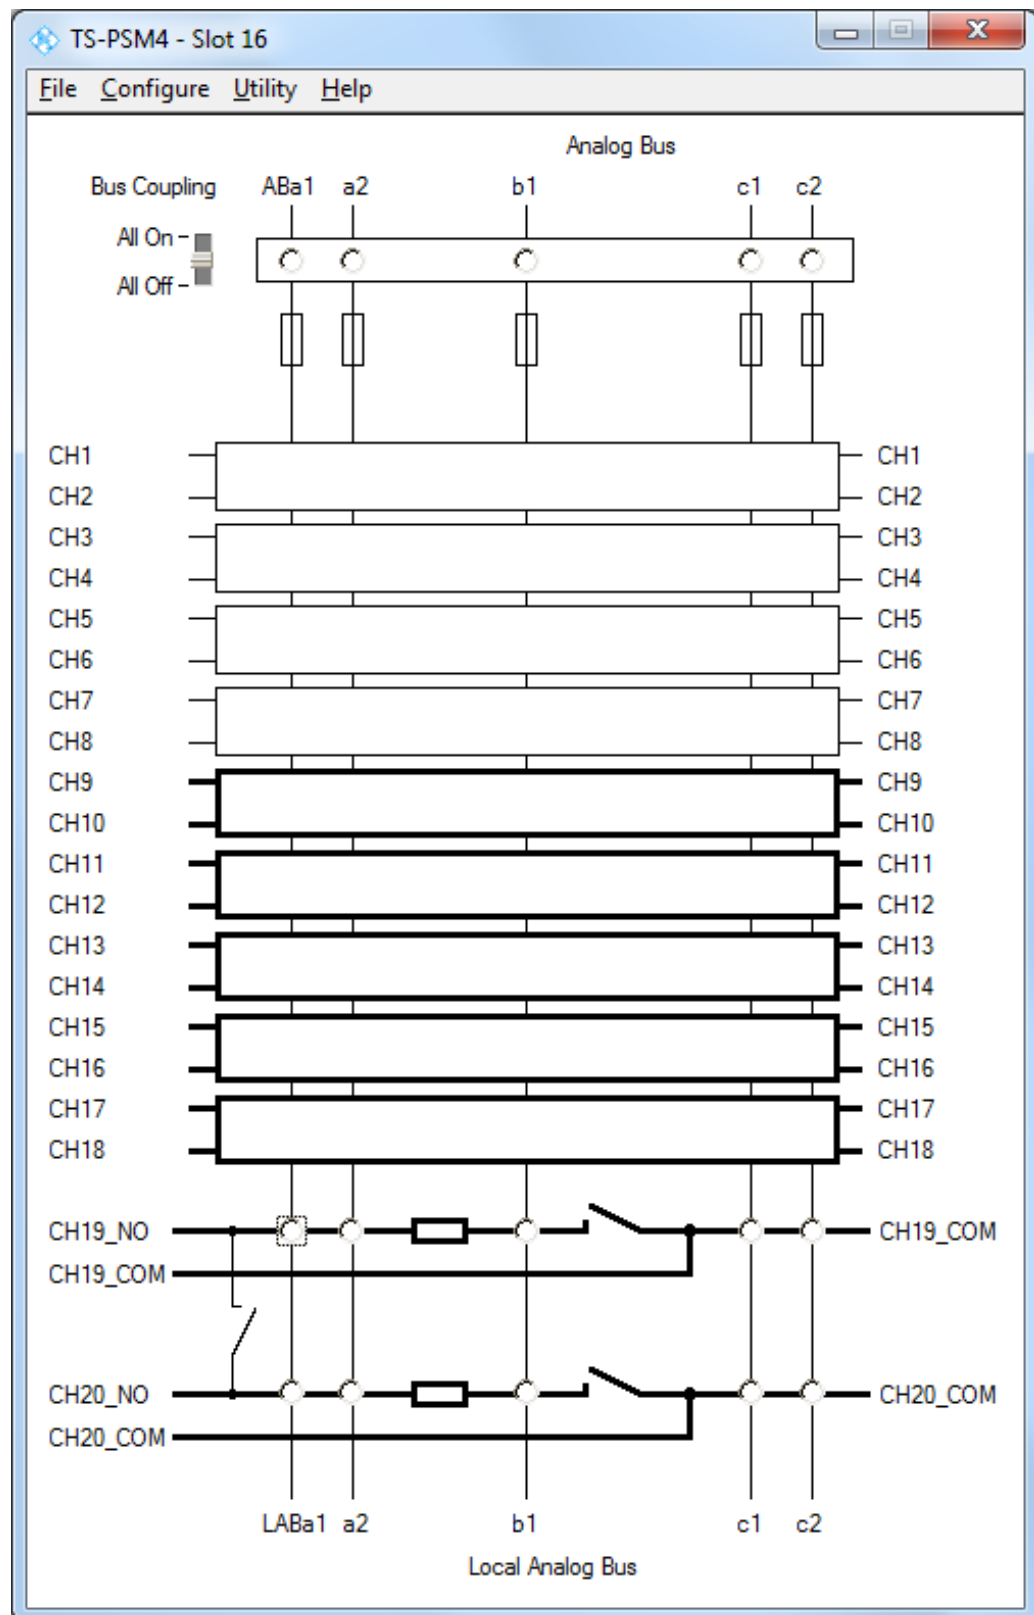 TS-PSM4 - Slot 16
File Configure Utility Help
Analog Bus
Bus Coupling ABa1 a2 b1 c1 c2
All On
All Off
CH1 CH1
CH2 CH2
CH3 CH3
CH4 CH4
CH5 CH5
CH6 CH6
CH7 CH7
CH8 CH8
CH9 CH9
CH10 CH10
CH11 CH11
CH12 CH12
CH13 CH13
CH14 CH14
CH15 CH15
CH16 CH16
CH17 CH17
CH18 CH18
CH19_NO CH19_COM
CH19_COM
CH20_NO CH20_COM
CH20_COM
LABa1 a2 b1 c1 c2
Local Analog Bus